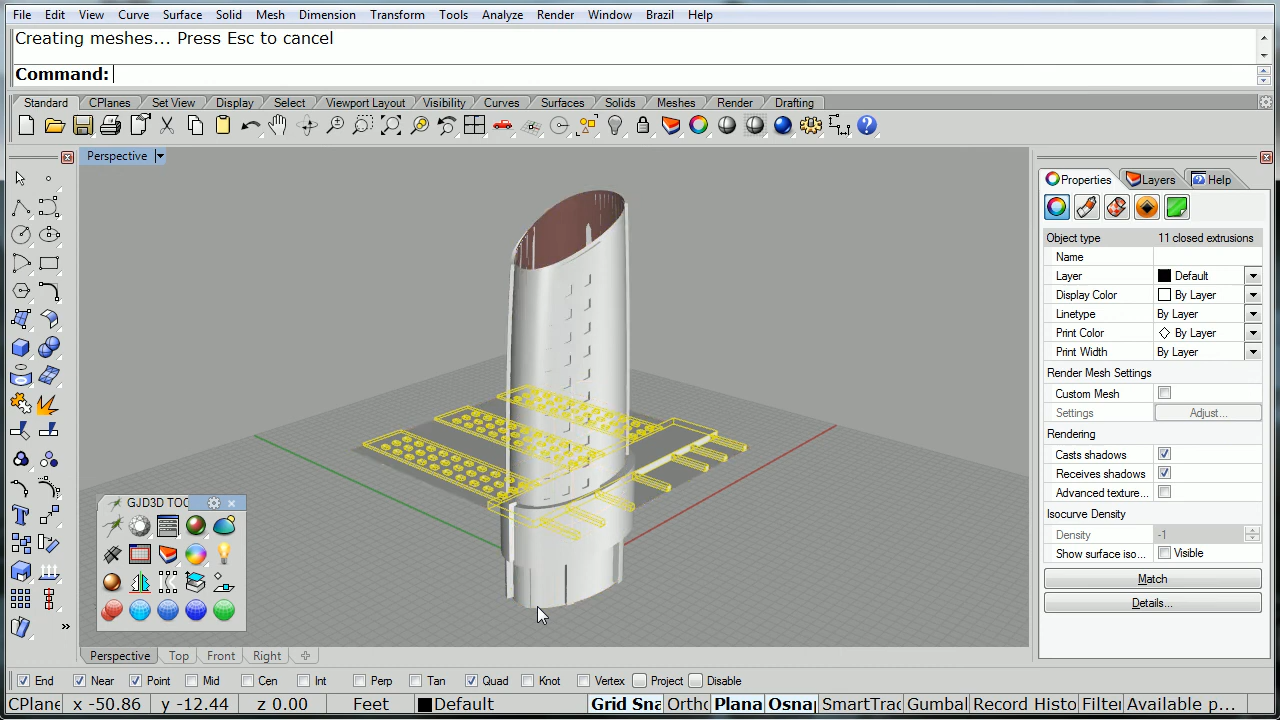 File Edit View Curve Surface Solid Mesh Dimension Transform Tools Analyze Render Window Brazil Help
Creating meshes... Press Esc to cancel
Command:
Standard CPlanes Set View Display Select Viewport Layout Visibility Curves Surfaces Solids Meshes Render Drafting
Perspective
Properties Layers Help
Object type 11 closed extrusions
Name
Layer Default
Display Color By Layer
Linetype By Layer
Print Color By Layer
Print Width By Layer
Render Mesh Settings
Custom Mesh
Settings Adjust...
Rendering
Casts shadows
Receives shadows
Advanced texture...
Isocurve Density
Density -1
Show surface iso... Visible
Match
Details...
GJD3D TOO
Perspective Top Front Right
End Near Point Mid Cen Int Perp Tan Quad Knot Vertex Project Disable
CPlane x -50.86 y -12.44 z 0.00 Feet Default Grid Sna Ortho Plana Osna SmartTrac Gumbal Record Histo Filter Available p...